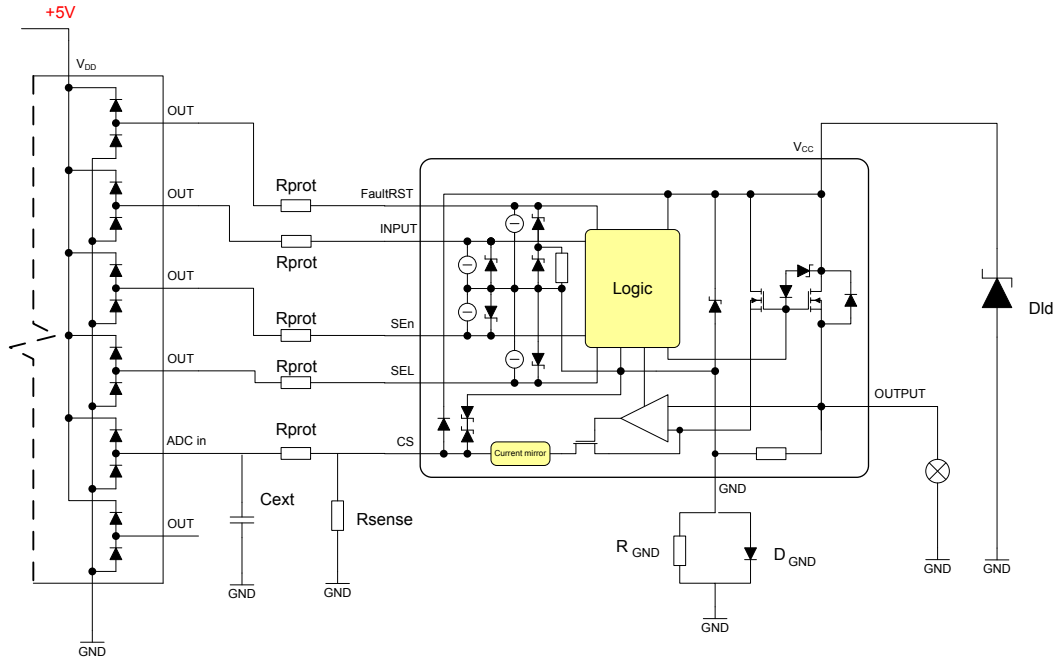 +5V
VDD
OUT
VCC
OUT
Rprot
FaultRST
INPUT
Rprot
OUT
Logic
Dld
Rprot
SEn
OUT
Rprot
SEL
OUTPUT
ADC in
Rprot
CS
Current mirror
GND
Cext
Rsense
OUT
R GND
D GND
GND
GND
GND
GND
GND
GND